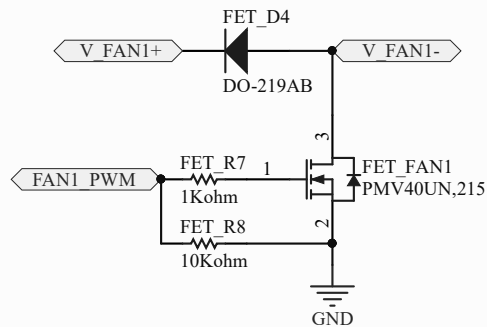 FET_D4
V_FAN1+
V_FAN1-
DO-219AB
3
FET_R7
1
FET_FAN1
FAN1_PWM
PMV40UN,215
1Kohm
FET_R8
2
10Kohm
GND